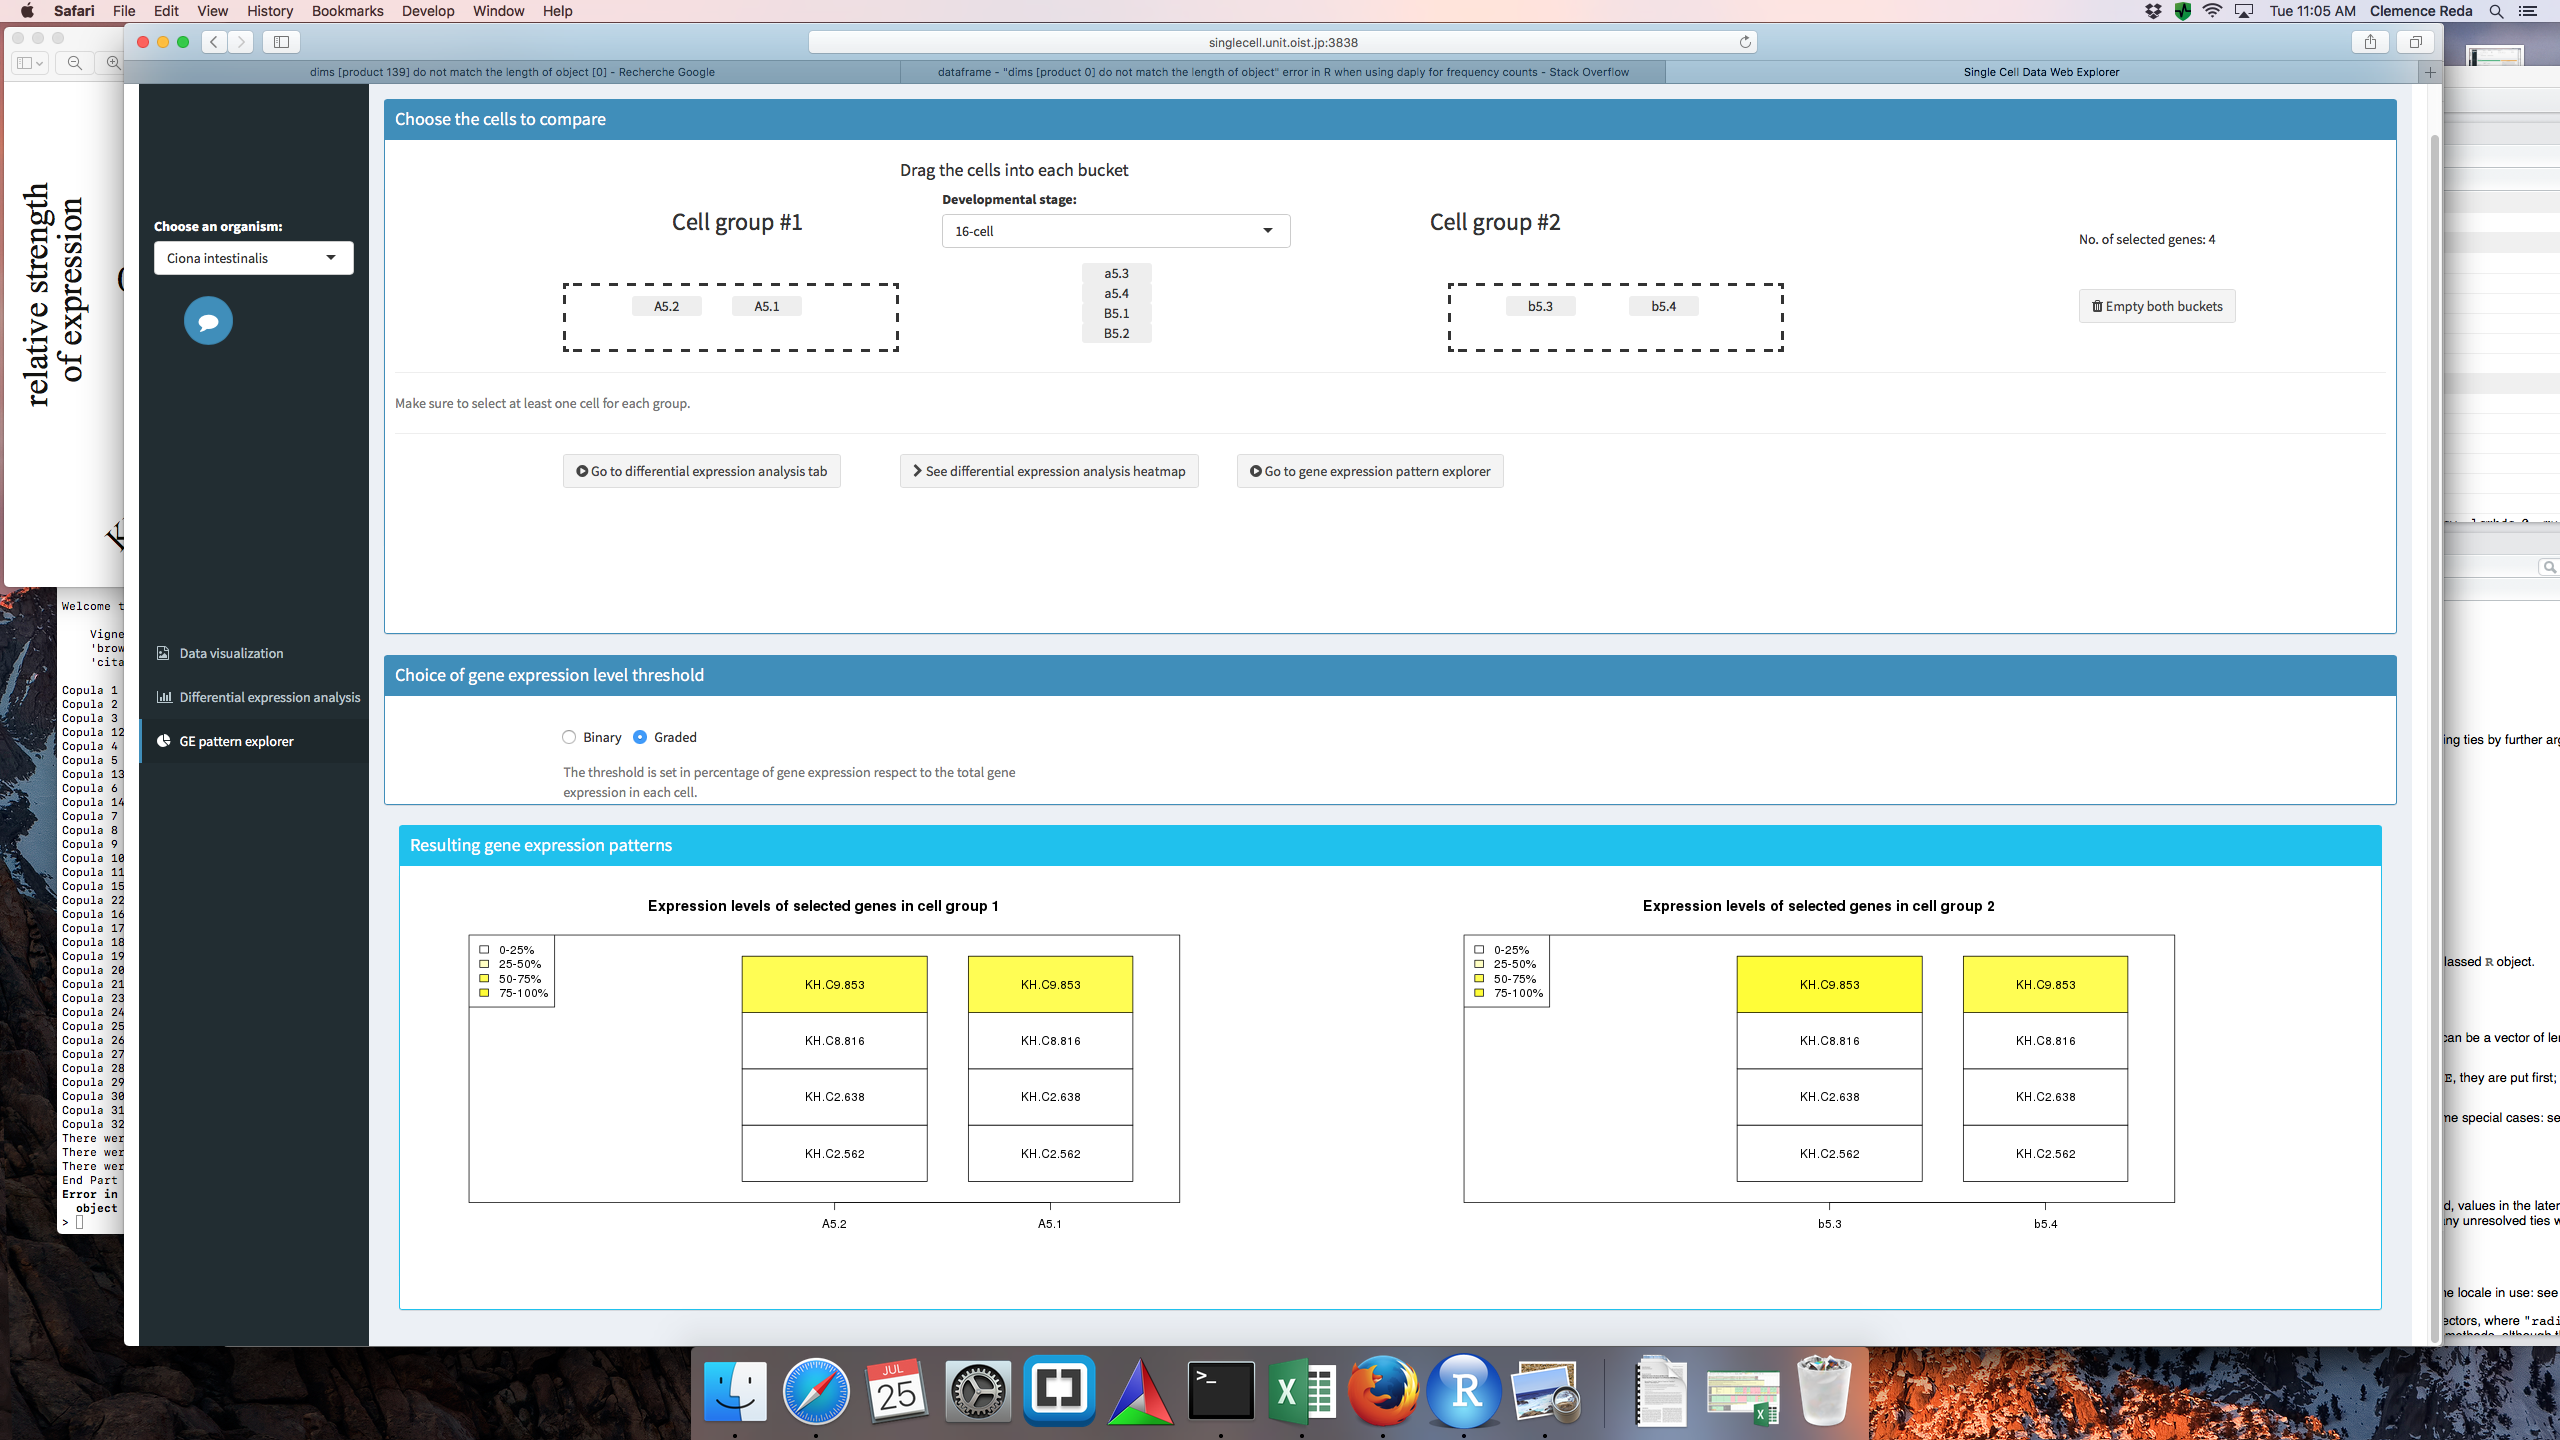 Safari File Edit View History Bookmarks Develop Window Help
Tue 11:05 AM Clemence Reda
singlecell.unit.oist.jp:3838
dims [product 139] do not match the length of object [0] - Recherche Google
dataframe - "dims [product 0] do not match the length of object" error in R when using daply for frequency counts - Stack Overflow
Single Cell Data Web Explorer
relative strength
of expression
Choose an organism:
Ciona intestinalis
Data visualization
Differential expression analysis
GE pattern explorer
Choose the cells to compare
Drag the cells into each bucket
Developmental stage:
Cell group #1
16-cell
Cell group #2
No. of selected genes: 4
a5.3
a5.4
B5.1
B5.2
A5.2 A5.1
b5.3 b5.4
Empty both buckets
Make sure to select at least one cell for each group.
Go to differential expression analysis tab
See differential expression analysis heatmap
Go to gene expression pattern explorer
Choice of gene expression level threshold
Binary Graded
The threshold is set in percentage of gene expression respect to the total gene
expression in each cell.
Resulting gene expression patterns
Expression levels of selected genes in cell group 1
0-25%
25-50%
50-75%
75-100%
KH.C9.853 KH.C9.853
KH.C8.816 KH.C8.816
KH.C2.638 KH.C2.638
KH.C2.562 KH.C2.562
A5.2 A5.1
Expression levels of selected genes in cell group 2
0-25%
25-50%
50-75%
75-100%
KH.C9.853 KH.C9.853
KH.C8.816 KH.C8.816
KH.C2.638 KH.C2.638
KH.C2.562 KH.C2.562
b5.3 b5.4
Welcome t
Vigne
'brow
'cita
Copula 1
Copula 2
Copula 3
Copula 12
Copula 4
Copula 5
Copula 13
Copula 6
Copula 14
Copula 7
Copula 8
Copula 9
Copula 10
Copula 11
Copula 15
Copula 22
Copula 16
Copula 17
Copula 18
Copula 19
Copula 20
Copula 21
Copula 23
Copula 24
Copula 25
Copula 26
Copula 27
Copula 28
Copula 29
Copula 30
Copula 31
Copula 32
There wer
There wer
There wer
End Part
Error in
object
>
ing ties by further arg
lassed R object.
can be a vector of le
E, they are put first;
me special cases: se
d, values in the later
ny unresolved ties w
ne locale in use: see
ectors, where "radi
JUL
25